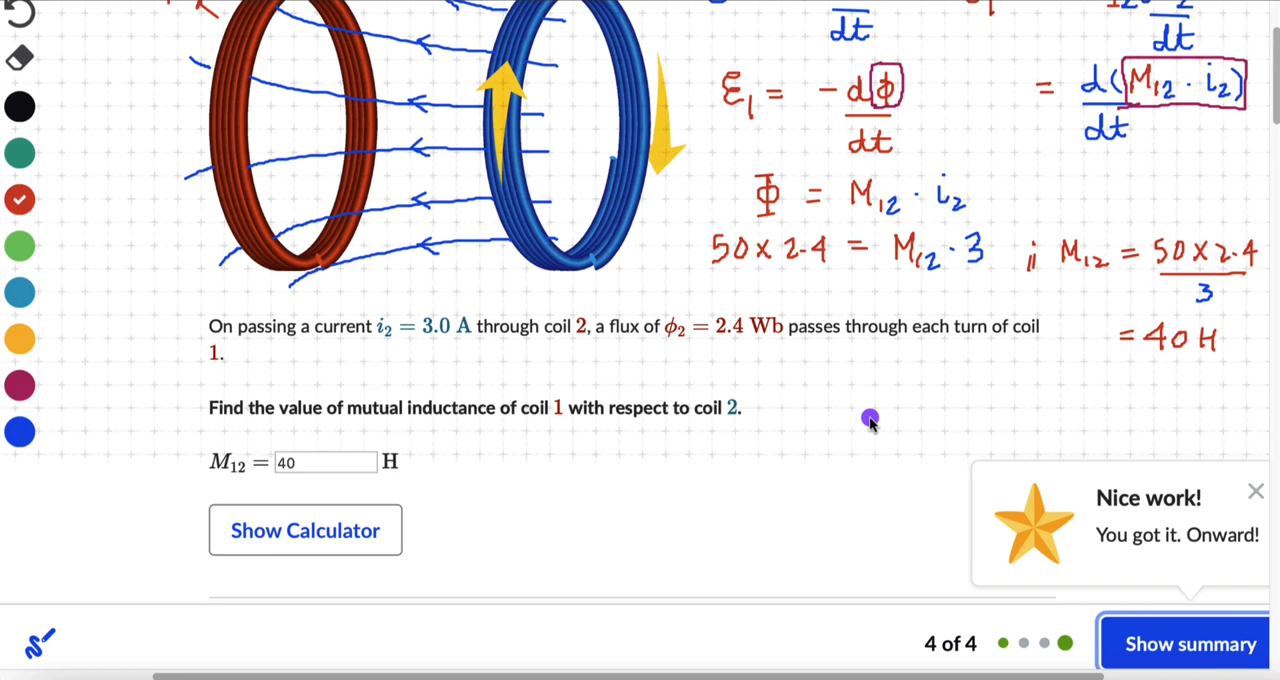 dt
dt
ε₁ = - dϕ
dt
= d(M₁₂ · i₂)
dt
Φ = M₁₂ · i₂
50 × 2.4 = M₁₂ · 3 ;; M₁₂ = 50 × 2.4
3
= 40 H
On passing a current i₂ = 3.0 A through coil 2, a flux of ϕ₂ = 2.4 Wb passes through each turn of coil
1.
Find the value of mutual inductance of coil 1 with respect to coil 2.
M₁₂ = 40 H
Show Calculator
Nice work!
You got it. Onward!
4 of 4
Show summary